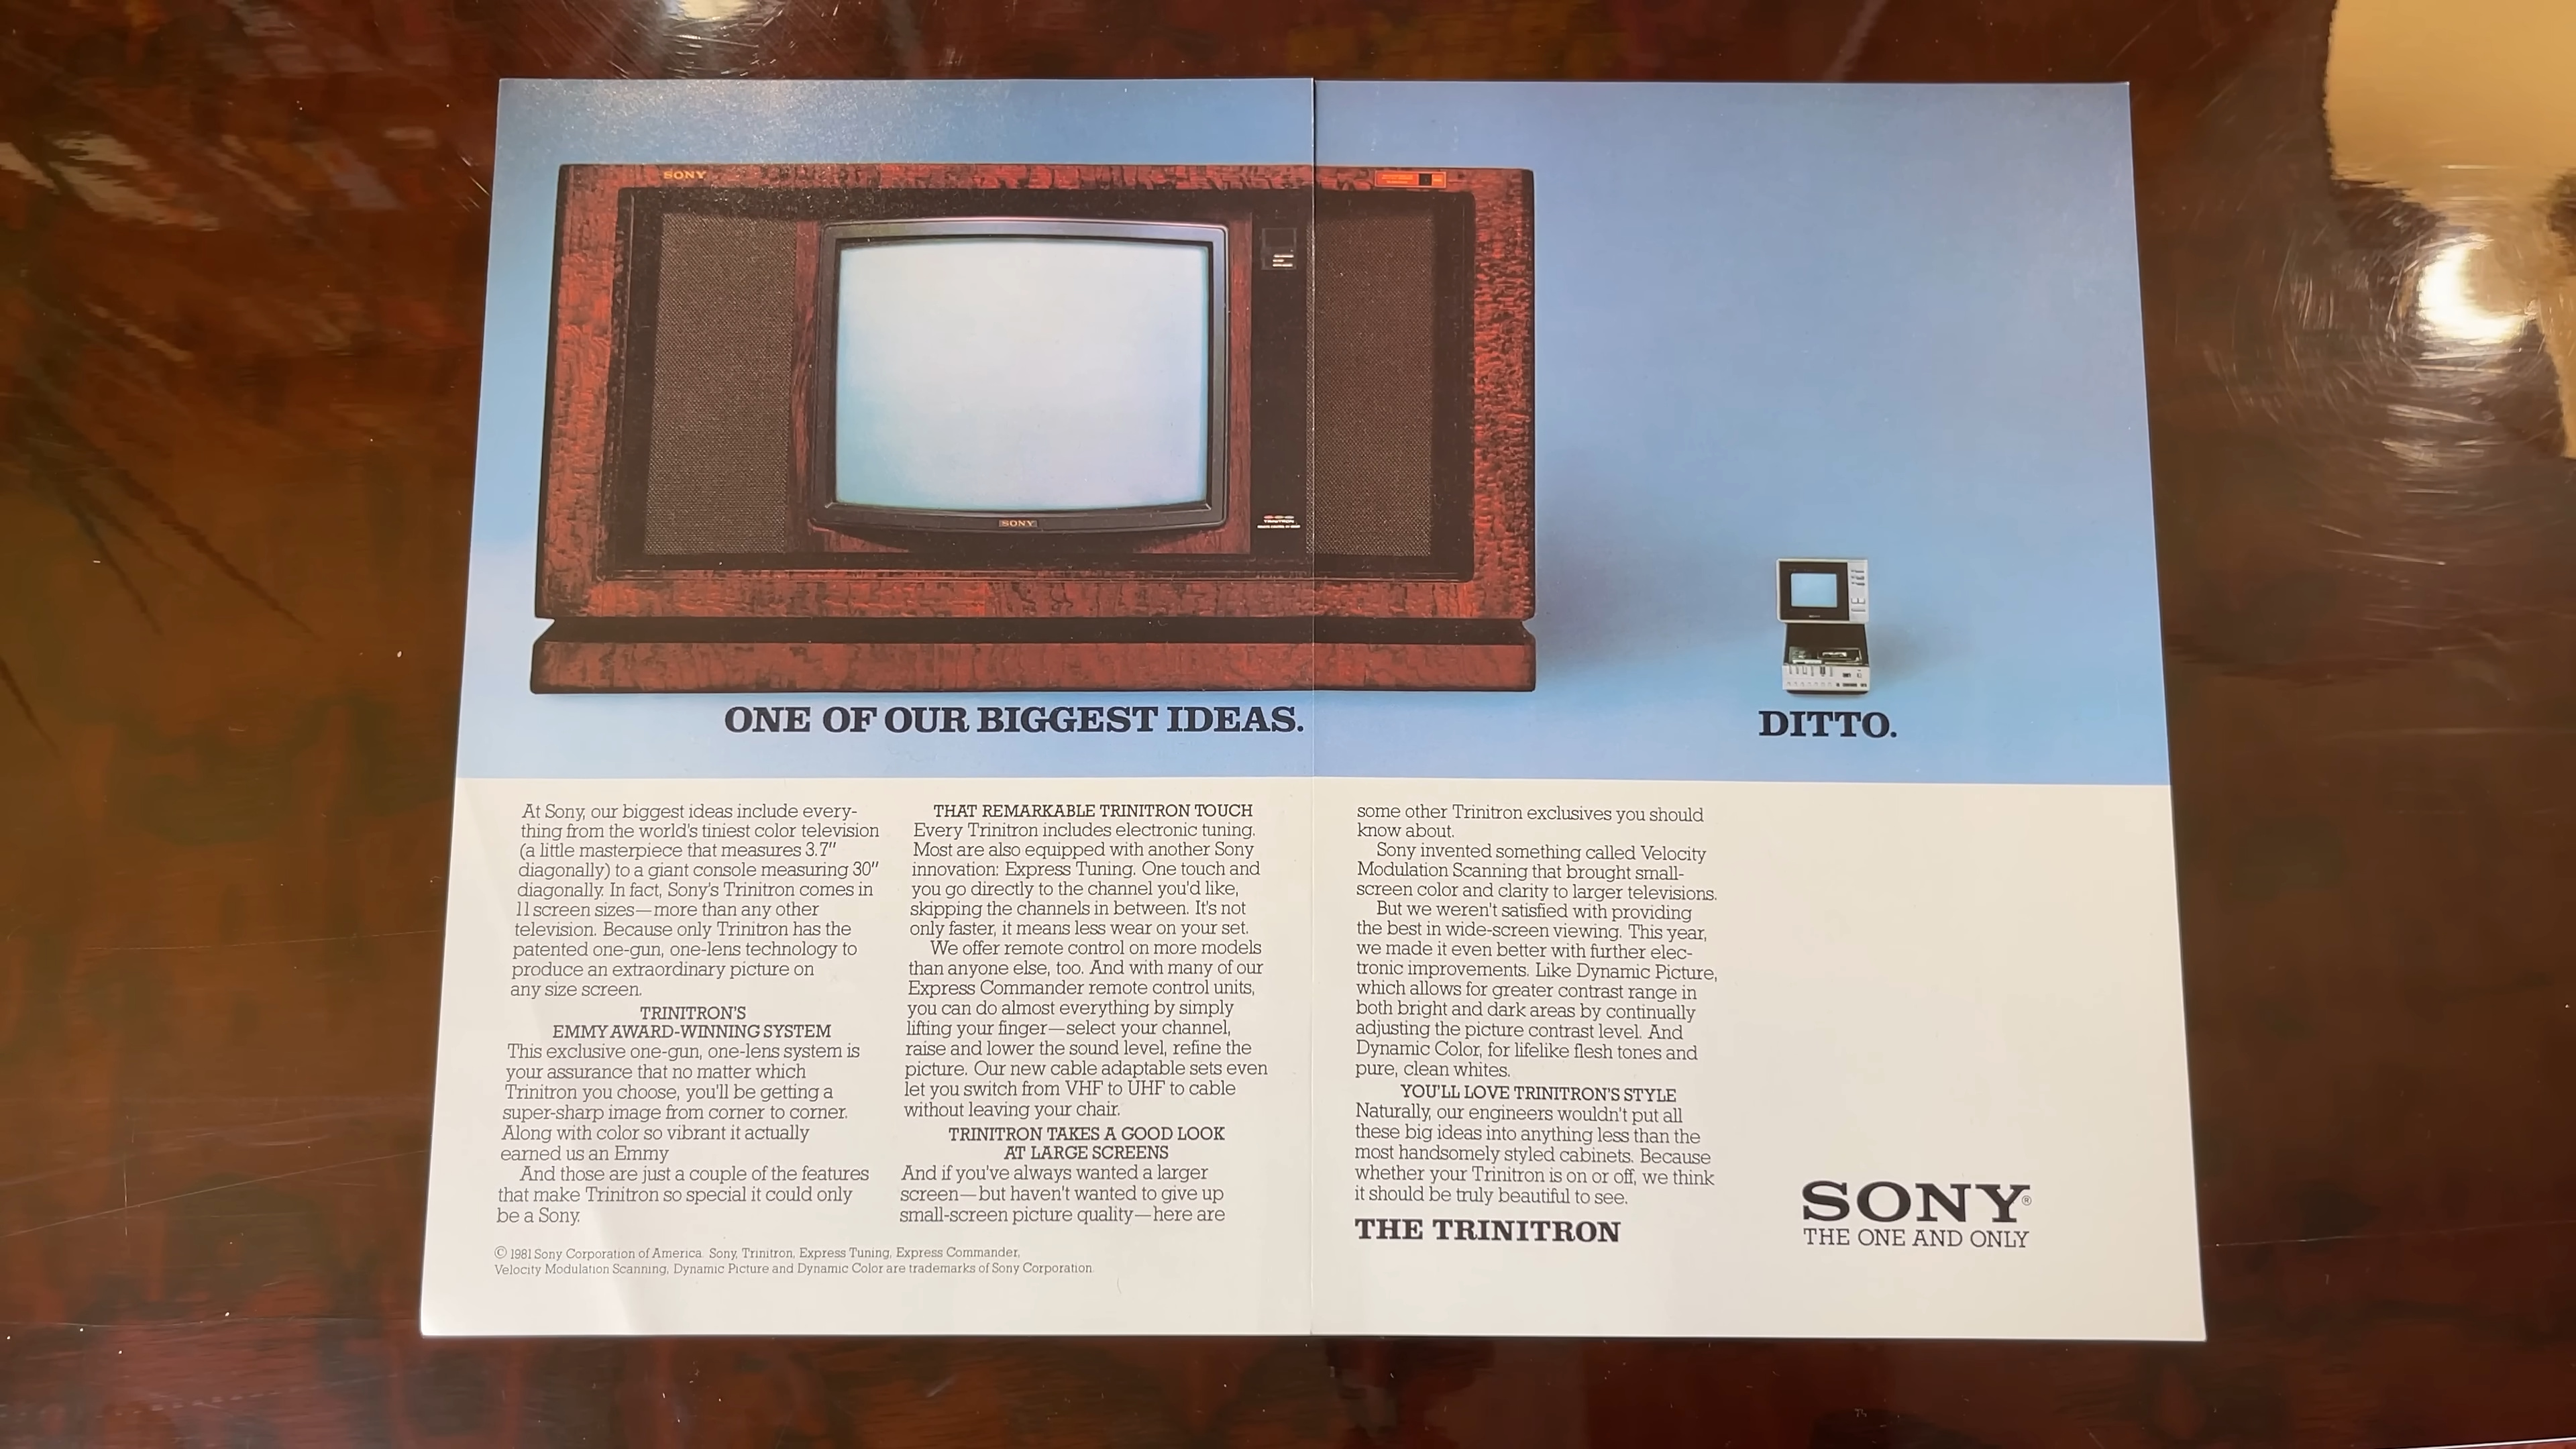 SONY
SONY
TRINITRON
ONE OF OUR BIGGEST IDEAS.
DITTO.
At Sony, our biggest ideas include every-
thing from the world's tiniest color television
(a little masterpiece that measures 3.7"
diagonally) to a giant console measuring 30"
diagonally. In fact, Sony's Trinitron comes in
11 screen sizes—more than any other
television. Because only Trinitron has the
patented one-gun, one-lens technology to
produce an extraordinary picture on
any size screen.
TRINITRON'S
EMMY AWARD-WINNING SYSTEM
This exclusive one-gun, one-lens system is
your assurance that no matter which
Trinitron you choose, you'll be getting a
super-sharp image from corner to corner.
Along with color so vibrant it actually
earned us an Emmy
And those are just a couple of the features
that make Trinitron so special it could only
be a Sony.
THAT REMARKABLE TRINITRON TOUCH
Every Trinitron includes electronic tuning.
Most are also equipped with another Sony
innovation: Express Tuning. One touch and
you go directly to the channel you'd like,
skipping the channels in between. It's not
only faster, it means less wear on your set.
We offer remote control on more models
than anyone else, too. And with many of our
Express Commander remote control units,
you can do almost everything by simply
lifting your finger—select your channel,
raise and lower the sound level, refine the
picture. Our new cable adaptable sets even
let you switch from VHF to UHF to cable
without leaving your chair.
TRINITRON TAKES A GOOD LOOK
AT LARGE SCREENS
And if you've always wanted a larger
screen—but haven't wanted to give up
small-screen picture quality—here are
some other Trinitron exclusives you should
know about.
Sony invented something called Velocity
Modulation Scanning that brought small-
screen color and clarity to larger televisions.
But we weren't satisfied with providing
the best in wide-screen viewing. This year,
we made it even better with further elec-
tronic improvements. Like Dynamic Picture,
which allows for greater contrast range in
both bright and dark areas by continually
adjusting the picture contrast level. And
Dynamic Color, for lifelike flesh tones and
pure, clean whites.
YOU'LL LOVE TRINITRON'S STYLE
Naturally, our engineers wouldn't put all
these big ideas into anything less than the
most handsomely styled cabinets. Because
whether your Trinitron is on or off, we think
it should be truly beautiful to see.
THE TRINITRON
SONY®
THE ONE AND ONLY
© 1981 Sony Corporation of America. Sony, Trinitron, Express Tuning, Express Commander,
Velocity Modulation Scanning, Dynamic Picture and Dynamic Color are trademarks of Sony Corporation.